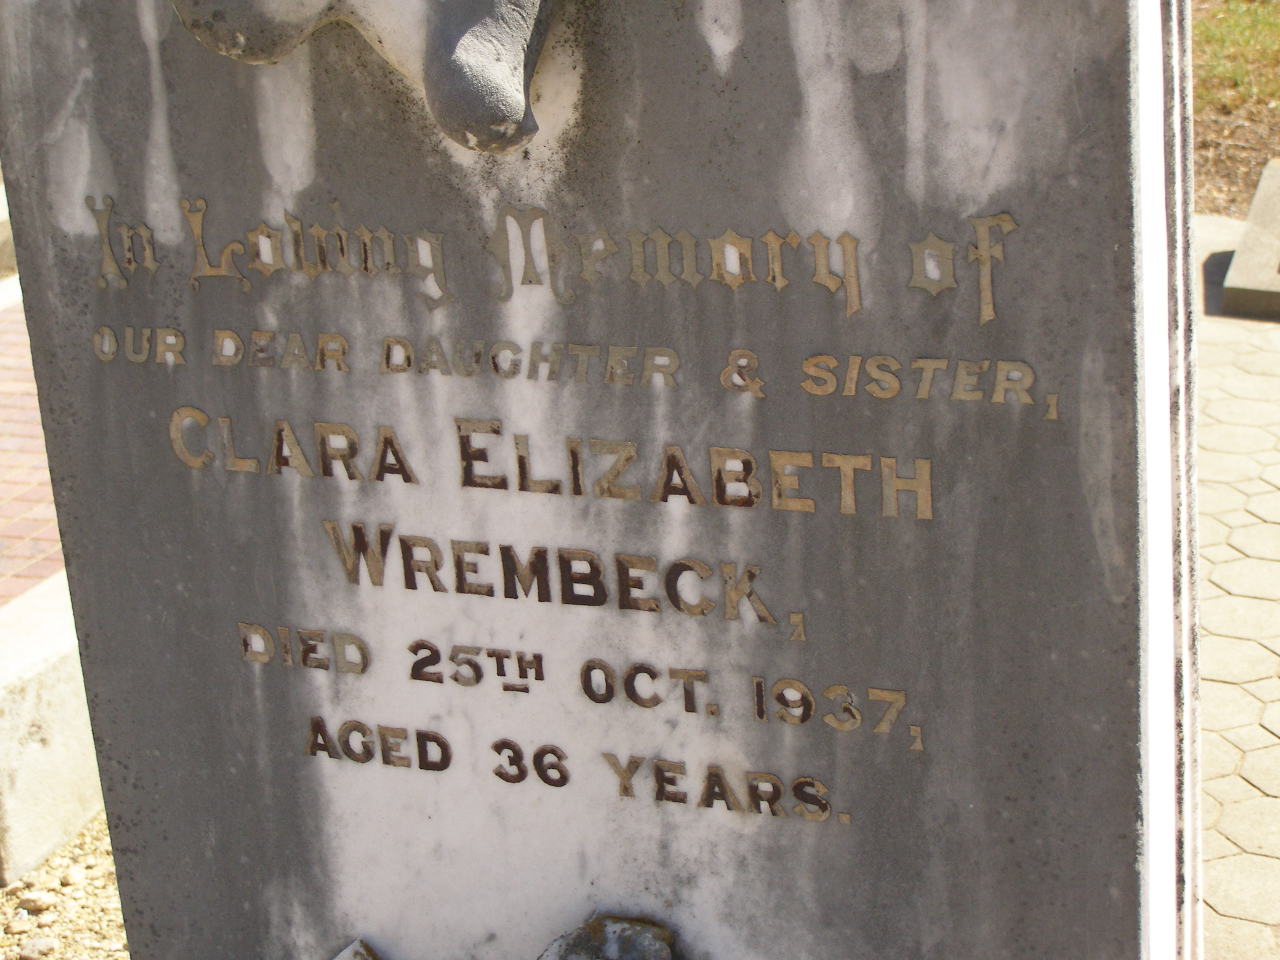 In Loving Memory of
OUR DEAR DAUGHTER & SISTER,
CLARA ELIZABETH
WREMBECK,
DIED 25TH OCT. 1937,
AGED 36 YEARS.